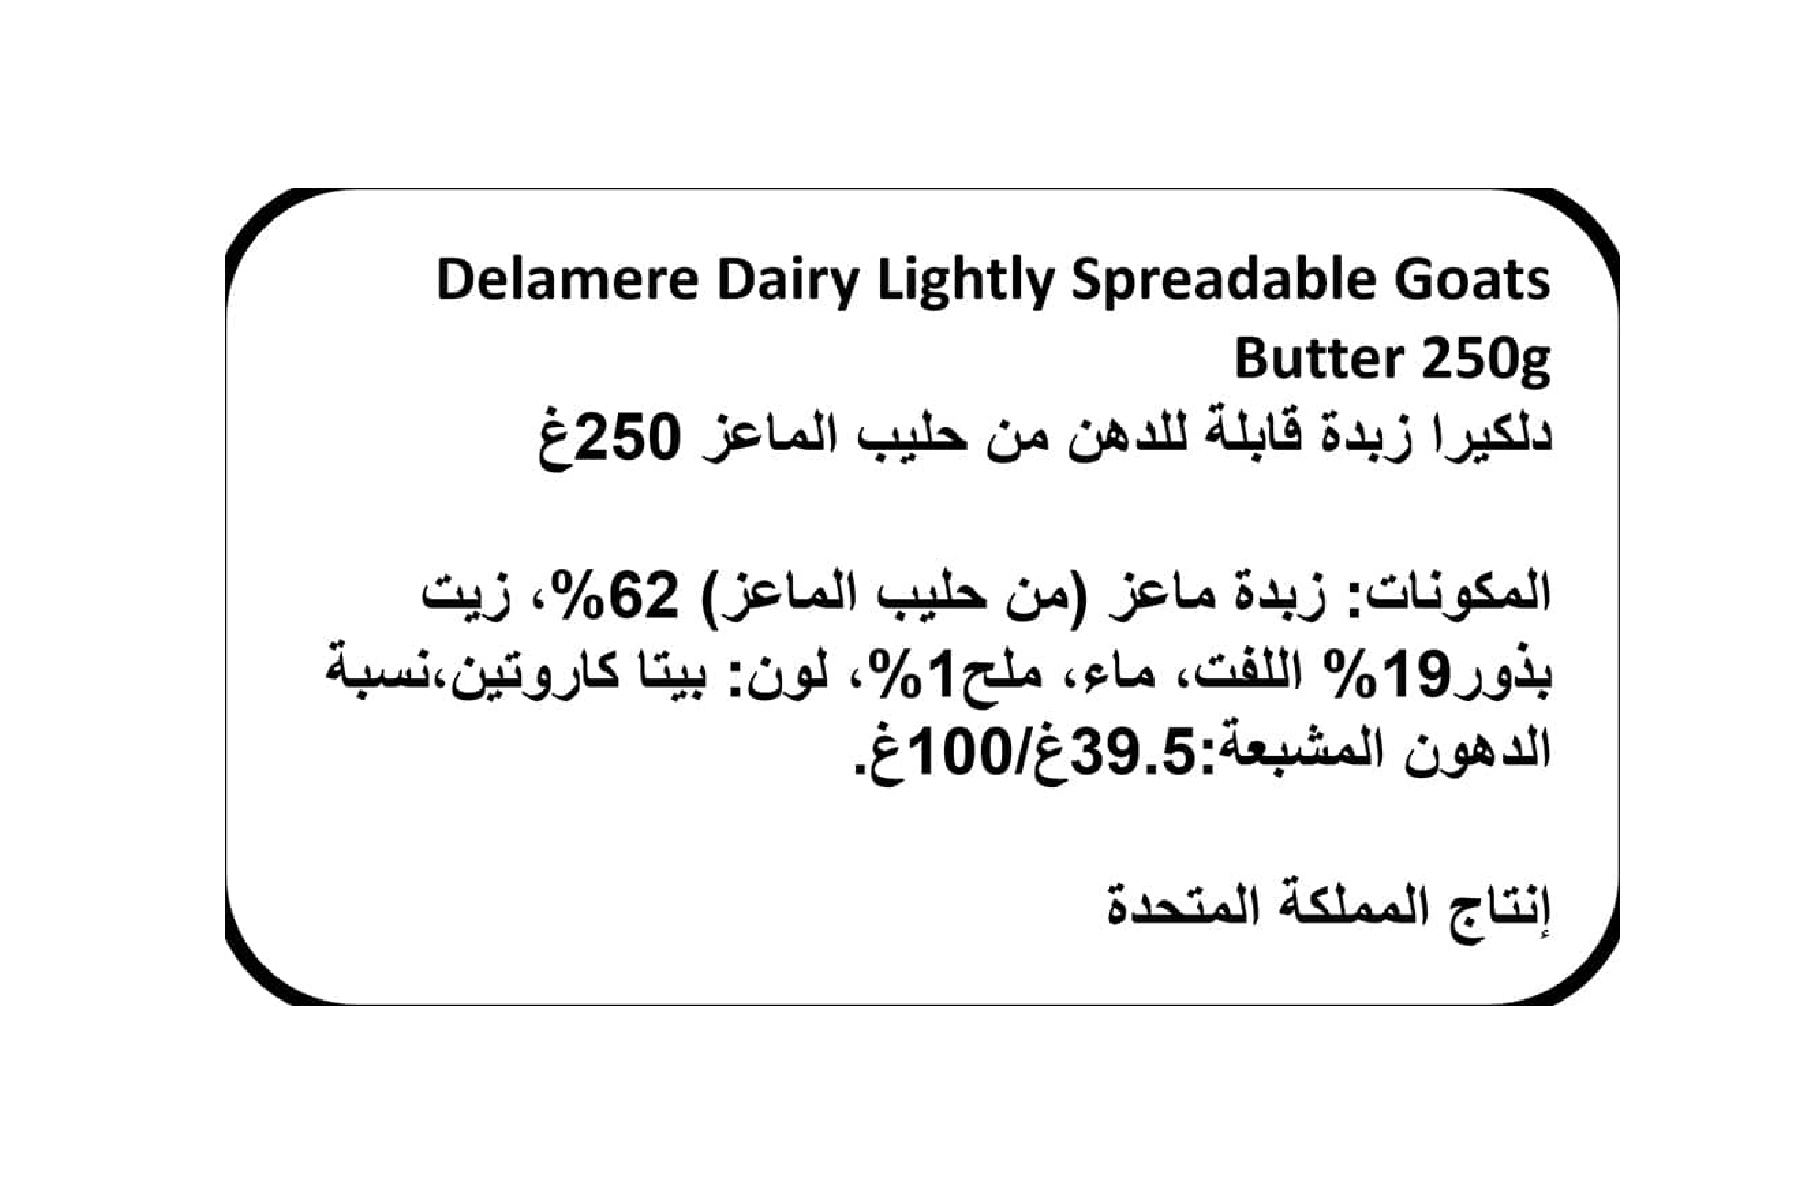 Delamere Dairy Lightly Spreadable Goats
Butter 250g
دلكيرا زبدة قابلة للدهن من حليب الماعز 250غ
المكونات: زبدة ماعز (من حليب الماعز) 62%، زيت
بذور19% اللفت، ماء، ملح1%، لون: بيتا كاروتين،نسبة
الدهون المشبعة:39.5غ/100غ.
إنتاج المملكة المتحدة